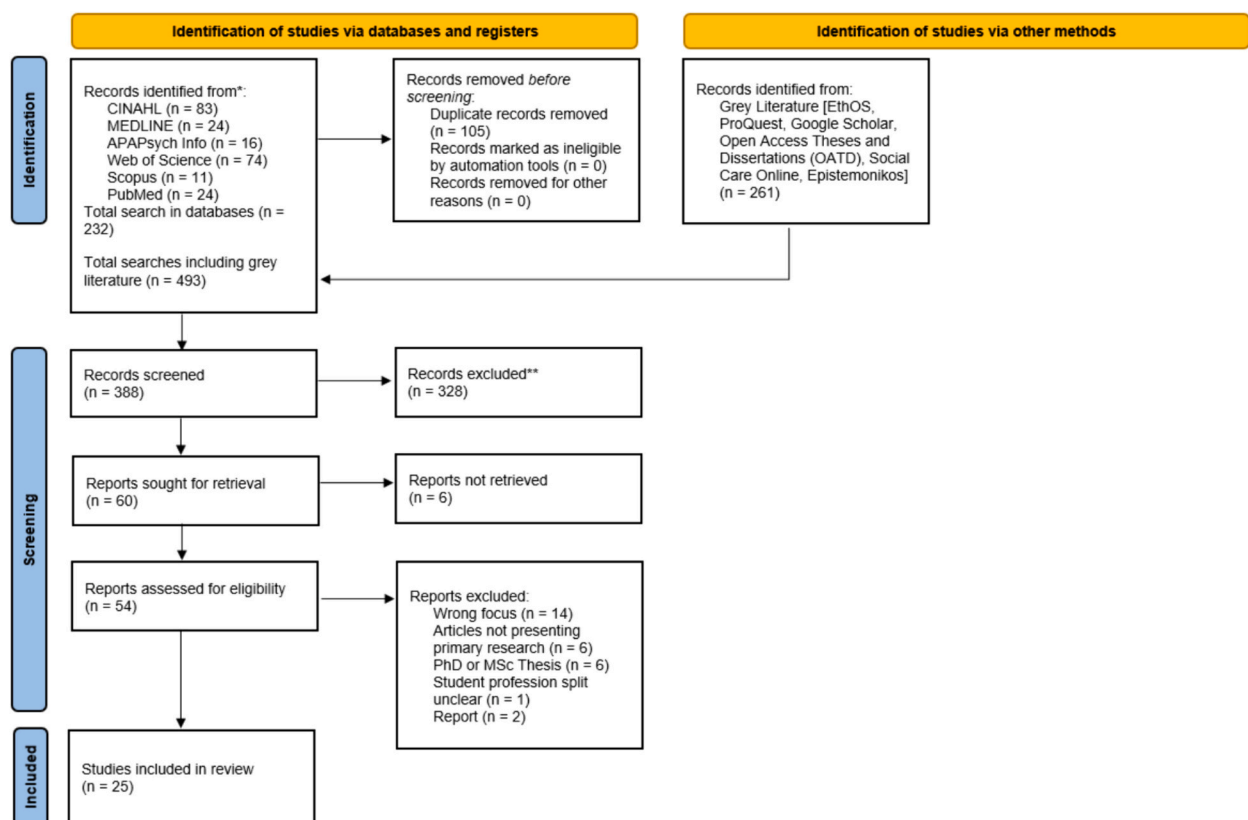 Identification of studies via databases and registers
Identification of studies via other methods
Identification
Records identified from*:
CINAHL (n = 83)
MEDLINE (n = 24)
APAPsych Info (n = 16)
Web of Science (n = 74)
Scopus (n = 11)
PubMed (n = 24)
Total search in databases (n =
232)
Total searches including grey
literature (n = 493)
Records removed before
screening:
Duplicate records removed
(n = 105)
Records marked as ineligible
by automation tools (n = 0)
Records removed for other
reasons (n = 0)
Records identified from:
Grey Literature [EthOS,
ProQuest, Google Scholar,
Open Access Theses and
Dissertations (OATD), Social
Care Online, Epistemonikos]
(n = 261)
Screening
Records screened
(n = 388)
Records excluded**
(n = 328)
Reports sought for retrieval
(n = 60)
Reports not retrieved
(n = 6)
Reports assessed for eligibility
(n = 54)
Reports excluded:
Wrong focus (n = 14)
Articles not presenting
primary research (n = 6)
PhD or MSc Thesis (n = 6)
Student profession split
unclear (n = 1)
Report (n = 2)
Included
Studies included in review
(n = 25)